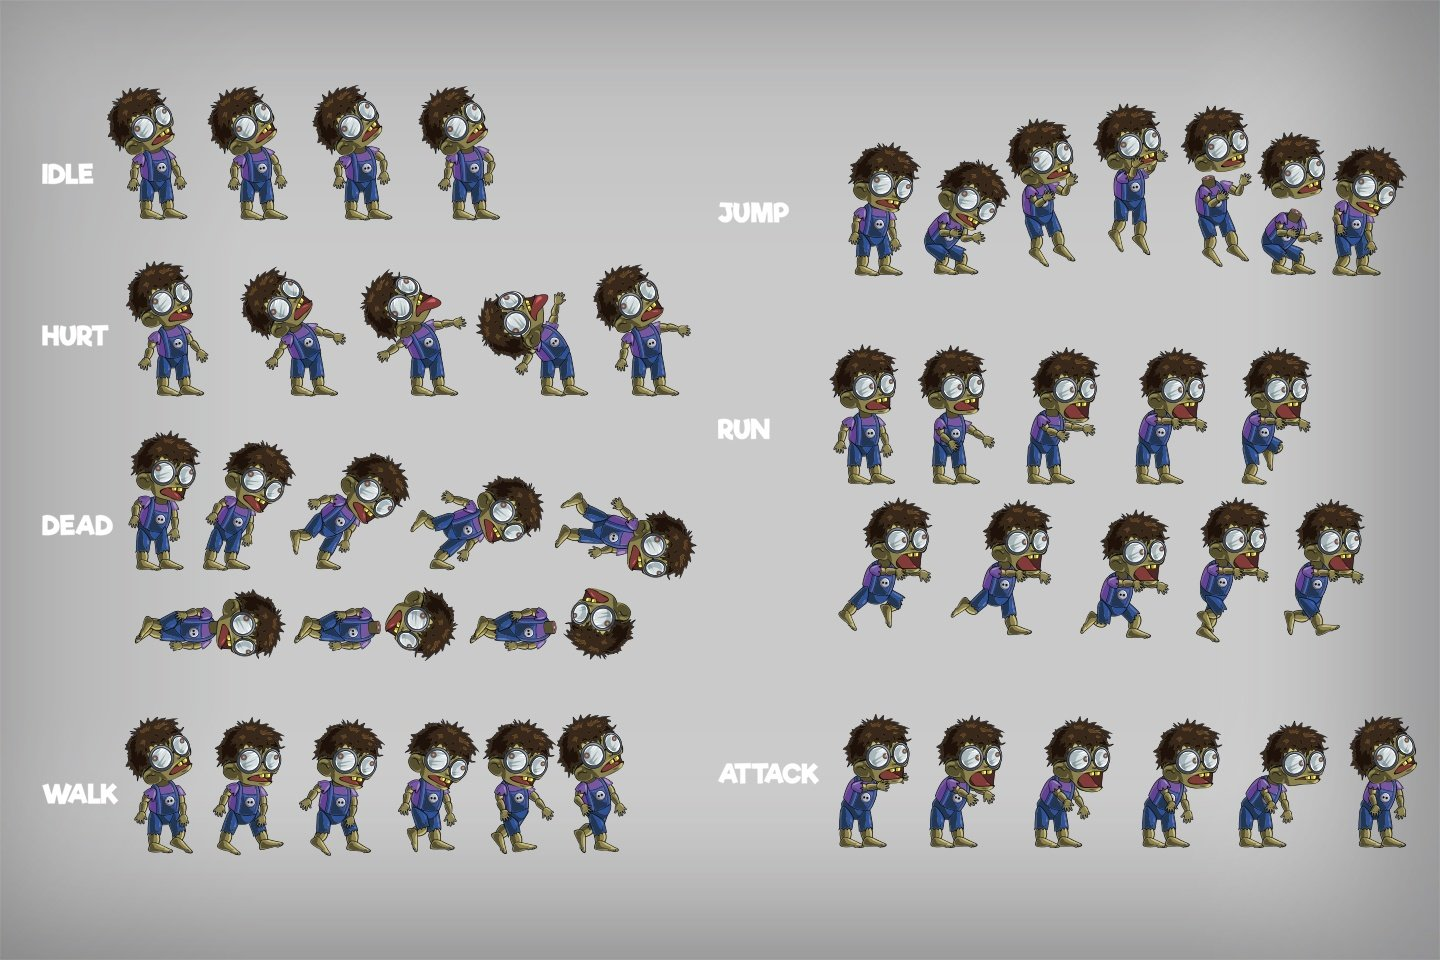 IDLE
HURT
DEAD
WALK
JUMP
RUN
ATTACK